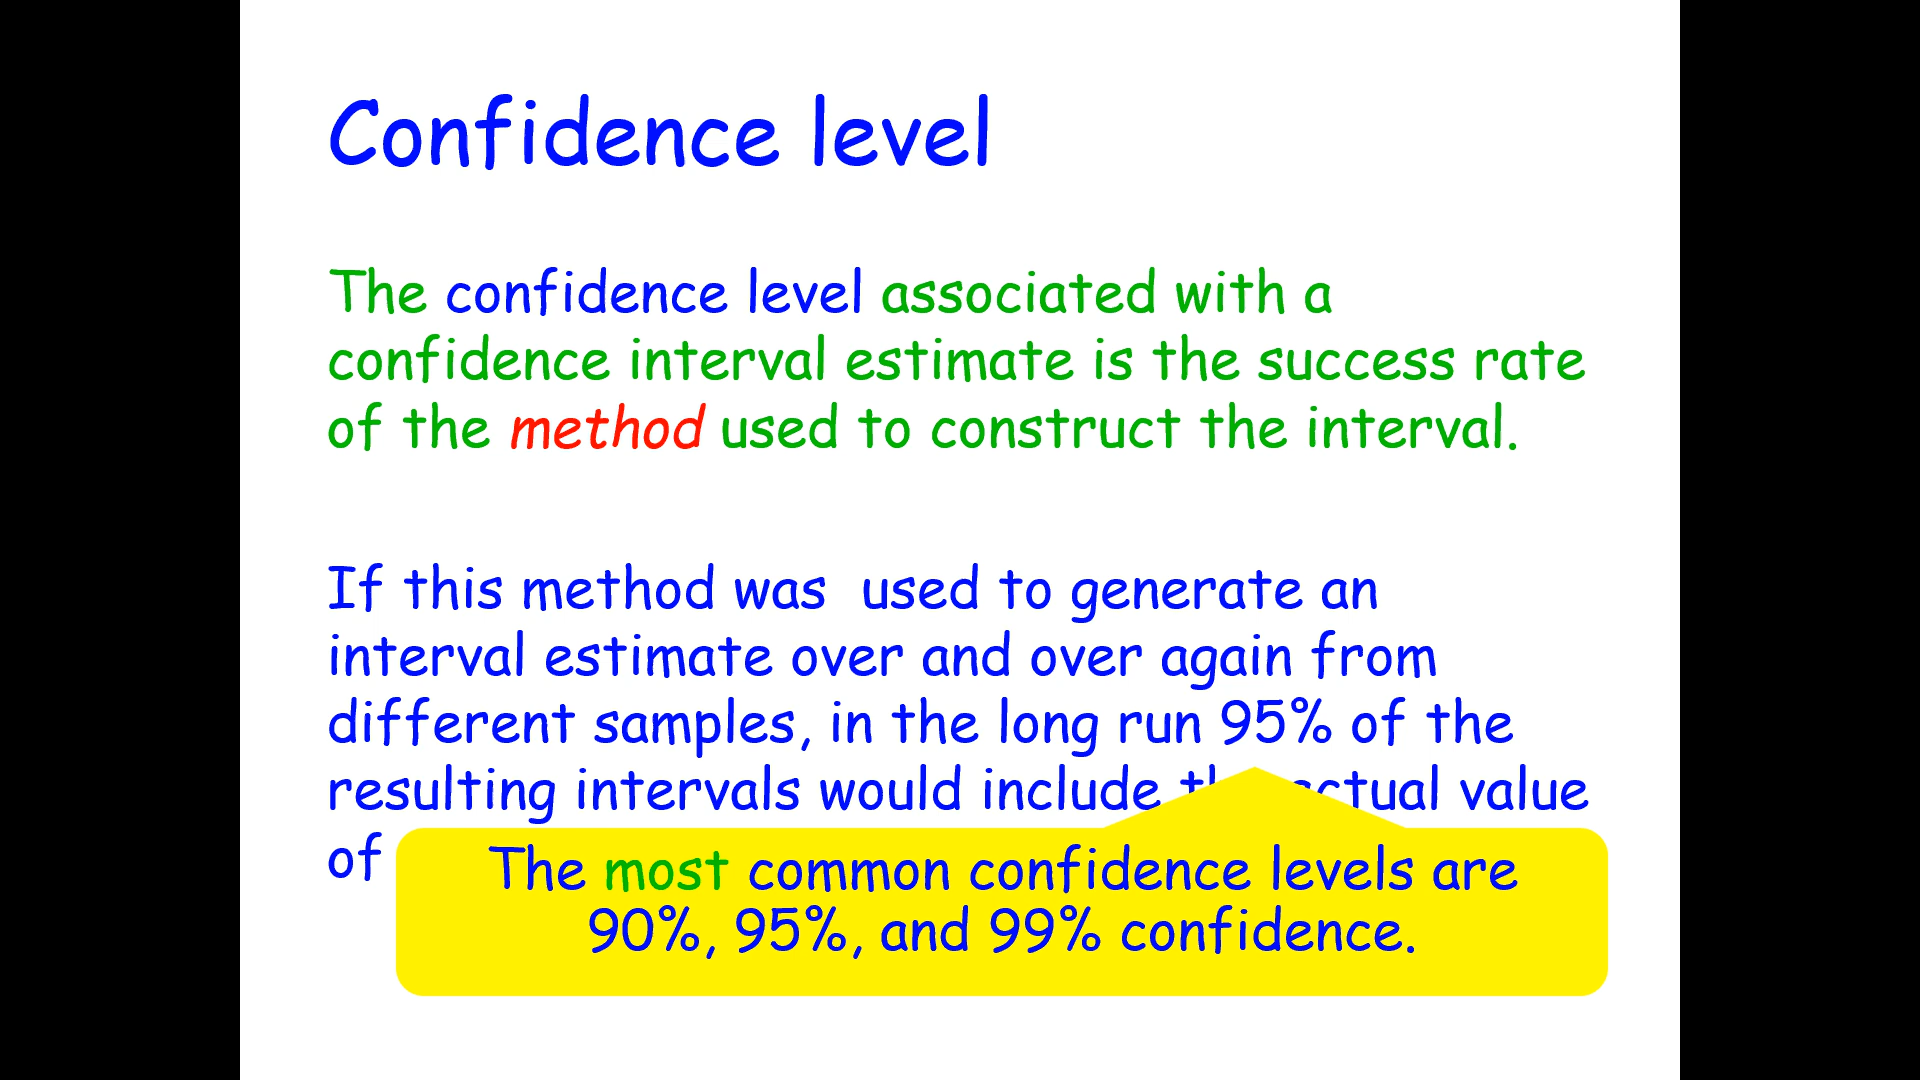 Confidence level
The confidence level associated with a
confidence interval estimate is the success rate
of the method used to construct the interval.
If this method was  used to generate an
interval estimate over and over again from
different samples, in the long run 95% of the
resulting intervals would include actual value
of
The most common confidence levels are
90%, 95%, and 99% confidence.